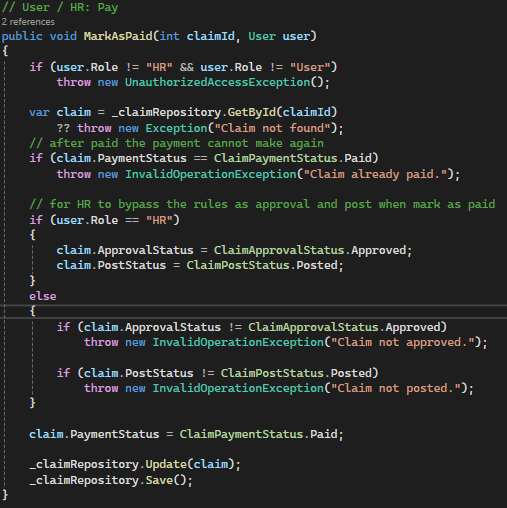 // User / HR: Pay
2 references
public void MarkAsPaid(int claimId, User user)
{
if (user.Role != "HR" && user.Role != "User")
throw new UnauthorizedAccessException();
var claim = _claimRepository.GetById(claimId)
?? throw new Exception("Claim not found");
// after paid the payment cannot make again
if (claim.PaymentStatus == ClaimPaymentStatus.Paid)
throw new InvalidOperationException("Claim already paid.");
// for HR to bypass the rules as approval and post when mark as paid
if (user.Role == "HR")
{
claim.ApprovalStatus = ClaimApprovalStatus.Approved;
claim.PostStatus = ClaimPostStatus.Posted;
}
else
{
if (claim.ApprovalStatus != ClaimApprovalStatus.Approved)
throw new InvalidOperationException("Claim not approved.");
if (claim.PostStatus != ClaimPostStatus.Posted)
throw new InvalidOperationException("Claim not posted.");
}
claim.PaymentStatus = ClaimPaymentStatus.Paid;
_claimRepository.Update(claim);
_claimRepository.Save();
}